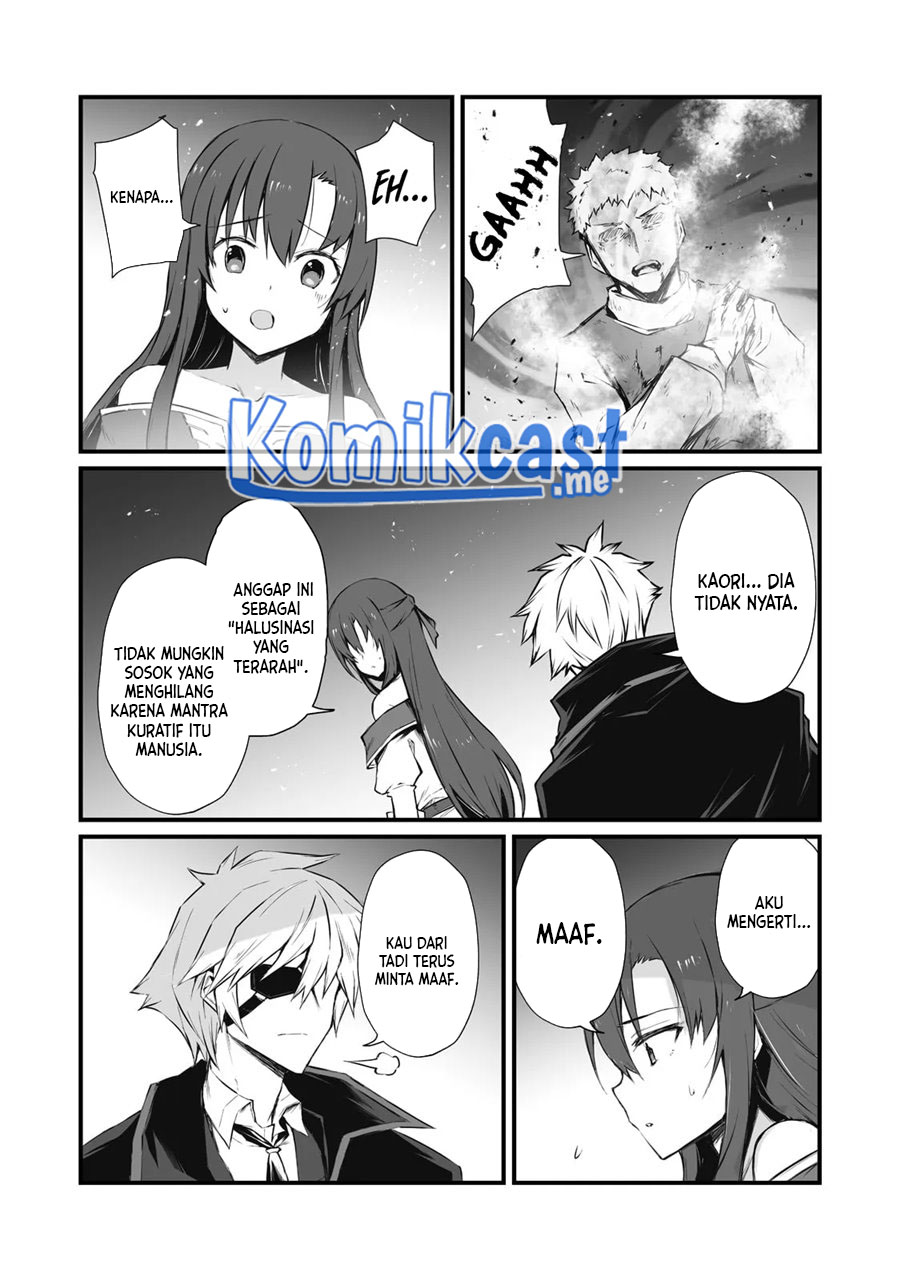 GAAHH
EH...
KENAPA...
Komikcast
.me
KAORI... DIA
TIDAK NYATA.
ANGGAP INI
SEBAGAI
"HALUSINASI
YANG
TERARAH".
TIDAK MUNGKIN
SOSOK YANG
MENGHILANG
KARENA MANTRA
KURATIF ITU
MANUSIA.
AKU
MENGERTI...
MAAF.
KAU DARI
TADI TERUS
MINTA MAAF.